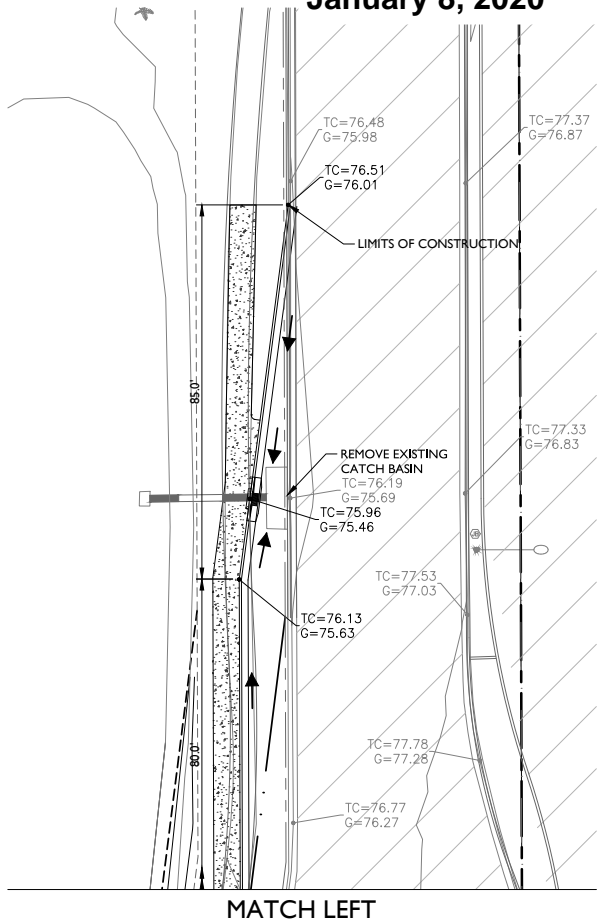 January 8, 2020
TC=76.48
G=75.98
TC=77.37
G=76.87
TC=76.51
G=76.01
LIMITS OF CONSTRUCTION
85.0'
TC=77.33
G=76.83
REMOVE EXISTING
CATCH BASIN
TC=76.19
G=75.69
TC=75.96
G=75.46
TC=77.53
G=77.03
TC=76.13
G=75.63
80.0'
TC=77.78
G=77.28
TC=76.77
G=76.27
MATCH LEFT